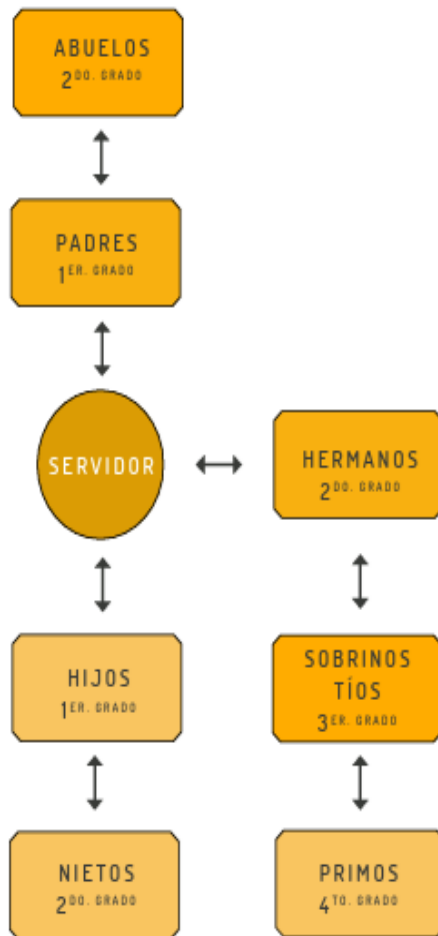 ABUELOS
2DO. GRADO
PADRES
1ER. GRADO
SERVIDOR
HERMANOS
2DO. GRADO
HIJOS
1ER. GRADO
SOBRINOS
TÍOS
3ER. GRADO
NIETOS
2DO. GRADO
PRIMOS
4TO. GRADO